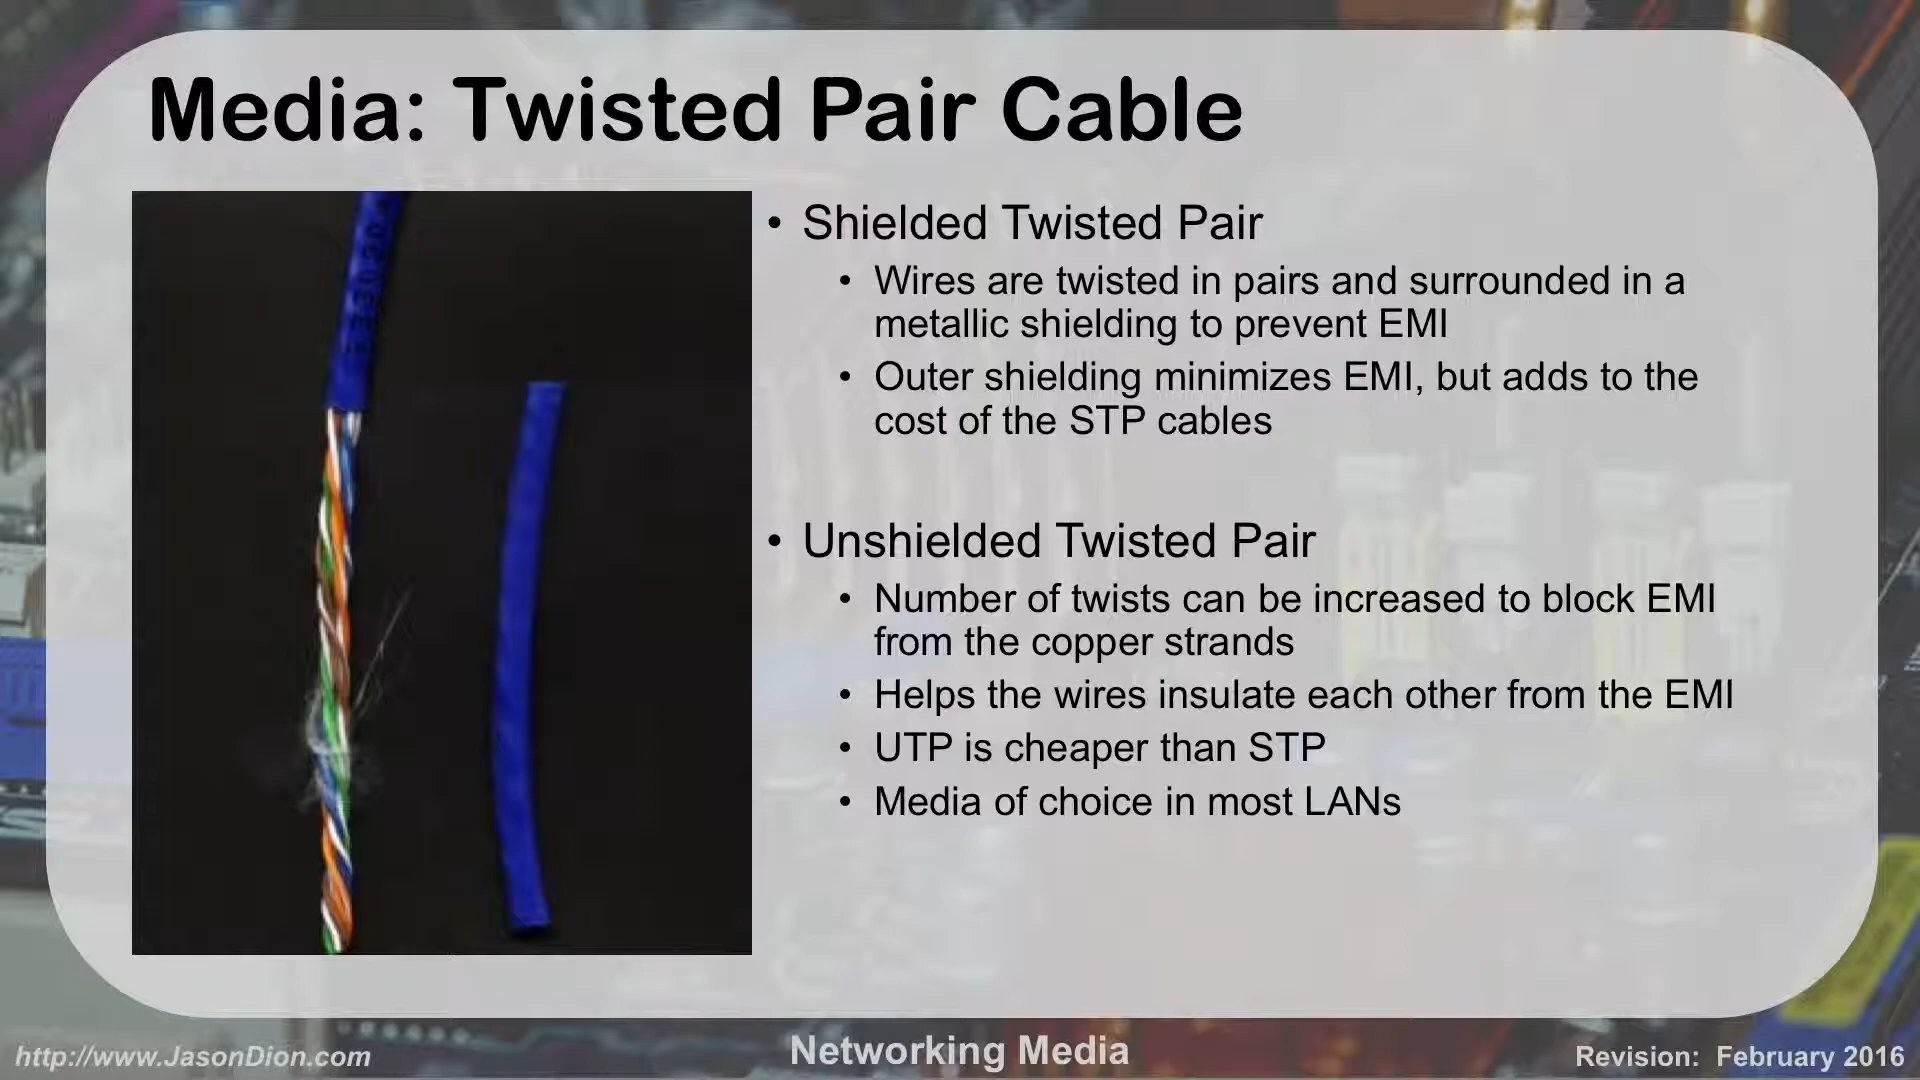 Media: Twisted Pair Cable
• Shielded Twisted Pair
• Wires are twisted in pairs and surrounded in a
metallic shielding to prevent EMI
• Outer shielding minimizes EMI, but adds to the
cost of the STP cables
• Unshielded Twisted Pair
• Number of twists can be increased to block EMI
from the copper strands
• Helps the wires insulate each other from the EMI
• UTP is cheaper than STP
• Media of choice in most LANs
http://www.JasonDion.com
Networking Media
Revision: February 2016